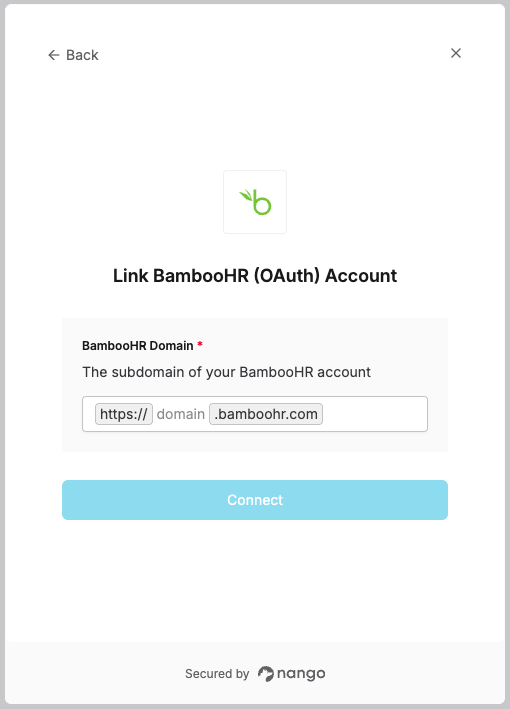 ← Back
Link BambooHR (OAuth) Account
BambooHR Domain *
The subdomain of your BambooHR account
https:// domain .bamboohr.com
Connect
Secured by nango